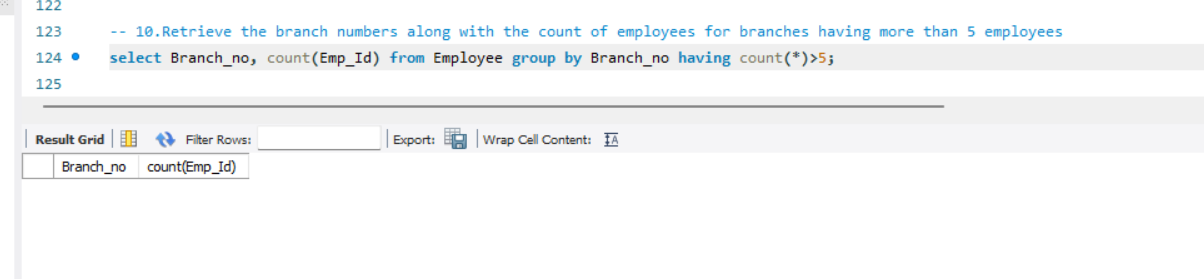 122
123 -- 10.Retrieve the branch numbers along with the count of employees for branches having more than 5 employees
124 select Branch_no, count(Emp_Id) from Employee group by Branch_no having count(*)>5;
125
Result Grid Filter Rows: Export: Wrap Cell Content: IA
Branch_no count(Emp_Id)